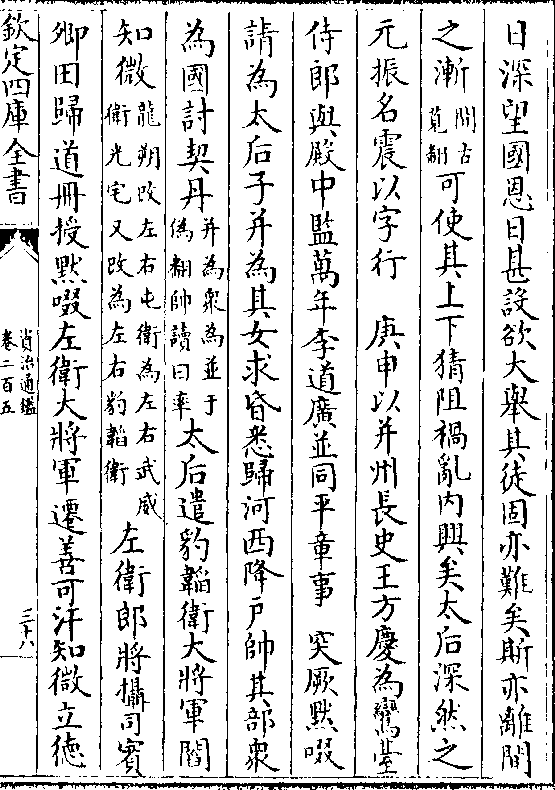 日深望國恩日甚設欲大舉其徒固亦難矣斯亦離間
之漸間古莧翻可使其上下猜阻禍亂内興矣太后深然之
元振名震以字行　庚申以并州長史王方慶為鸞臺
侍郎與殿中監萬年李道廣並同平章事　突厥默啜
請為太后子并為其女求昏悉歸河西降戶帥其部衆
為國討契丹并為衆為並于偽翻帥讀曰率太后遣豹韜衛大將軍閻
知微龍朔改左右屯衛為左右武威衛光宅又改為左右豹韜衛左衛郎將攝司賓
卿田歸道冊授默啜左衛大將軍遷善可汗知微立德
欽定四庫全書
資治通鑑
卷二百五
三十八